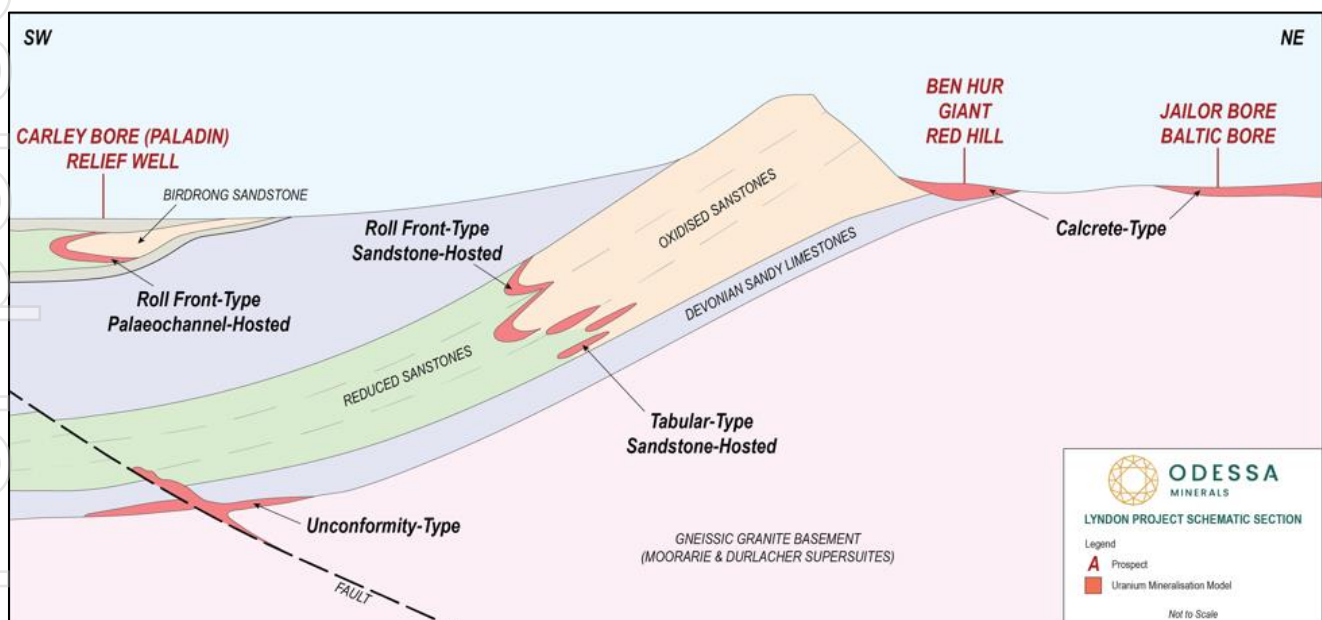 SW
NE
CARLEY BORE (PALADIN)
RELIEF WELL
BIRDRONG SANDSTONE
BEN HUR
GIANT
RED HILL
JAILOR BORE
BALTIC BORE
Roll Front-Type
Sandstone-Hosted
OXIDISED SANSTONES
Calcrete-Type
Roll Front-Type
Palaeochannel-Hosted
DEVONIAN SANDY LIMESTONES
REDUCED SANSTONES
Tabular-Type
Sandstone-Hosted
Unconformity-Type
GNEISSIC GRANITE BASEMENT
(MOORARIE & DURLACHER SUPERSUITES)
FAULT
ODESSA
MINERALS
LYNDON PROJECT SCHEMATIC SECTION
Legend
A Prospect
Uranium Mineralisation Model
Not to Scale